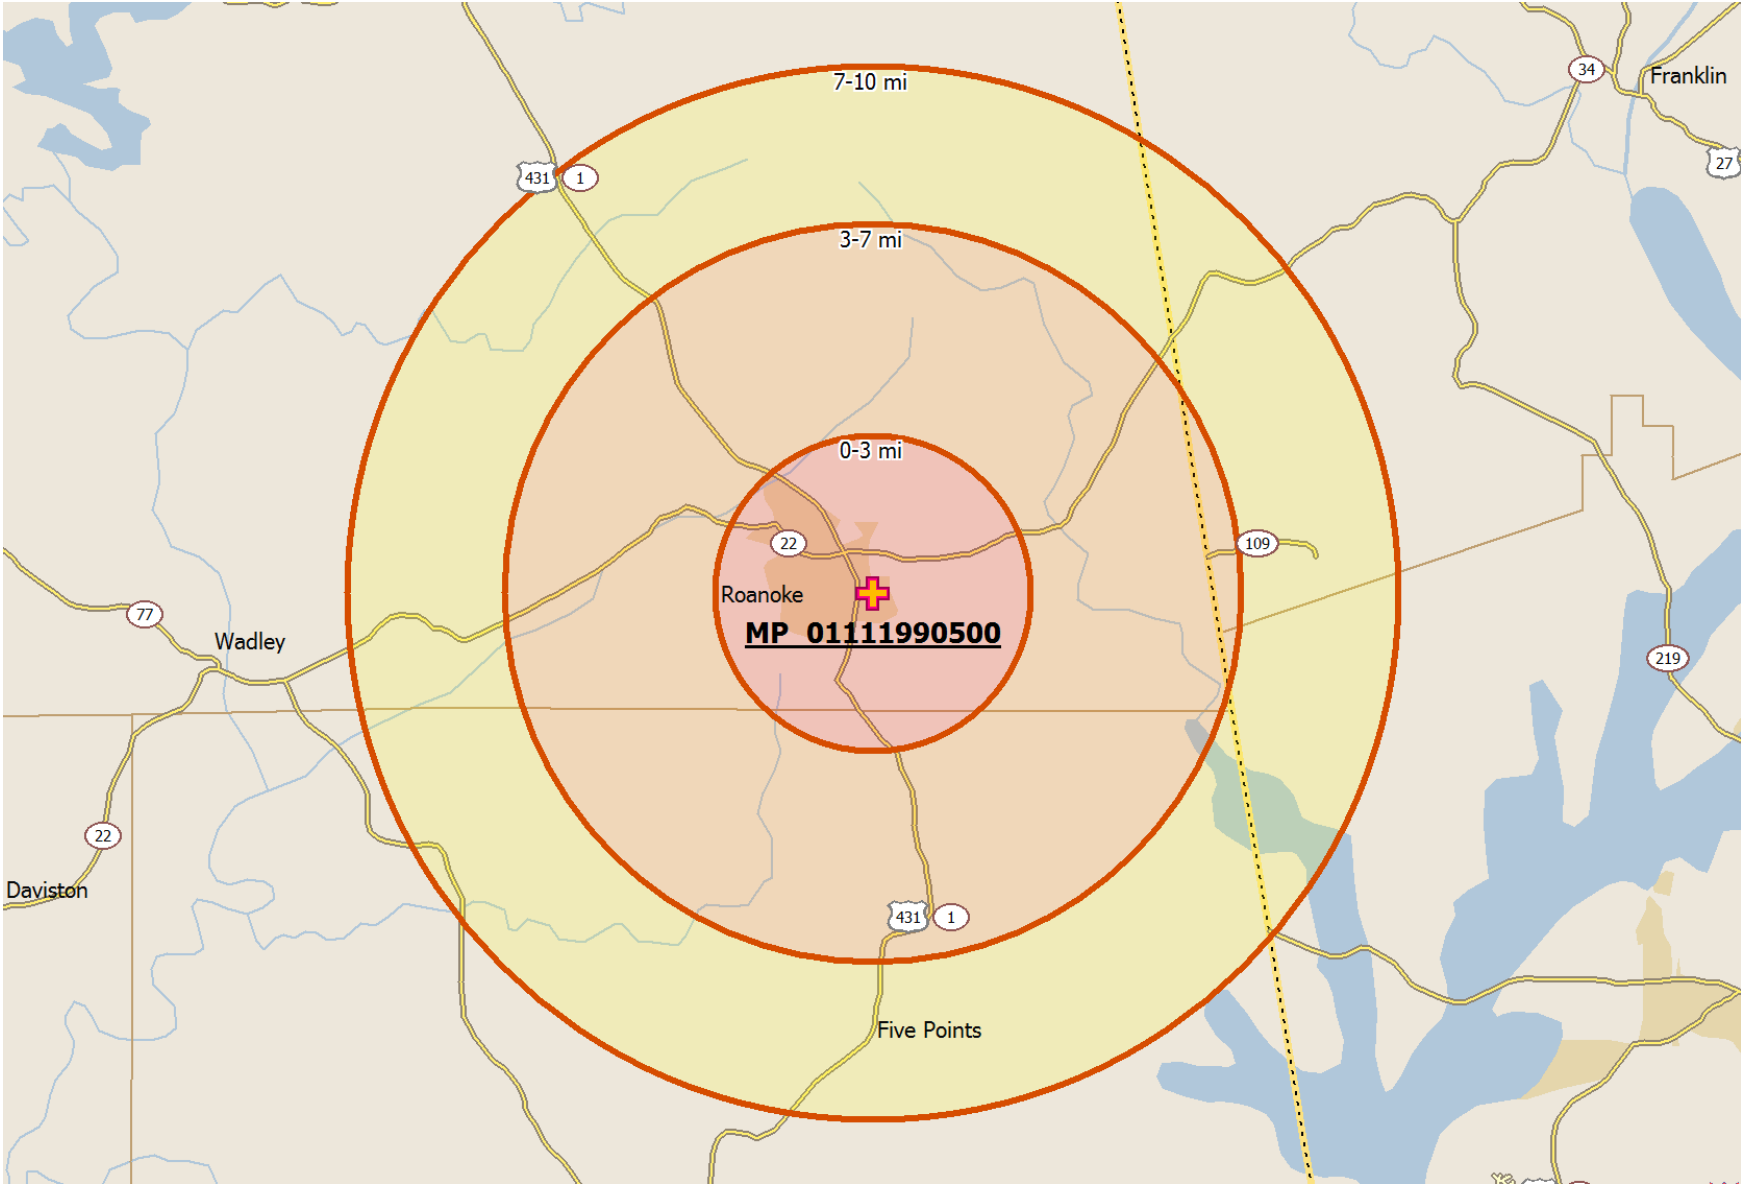 7-10 mi
34
Franklin
27
431
1
3-7 mi
0-3 mi
22
109
Roanoke
77
MP 01111990500
Wadley
219
22
Daviston
431
1
Five Points